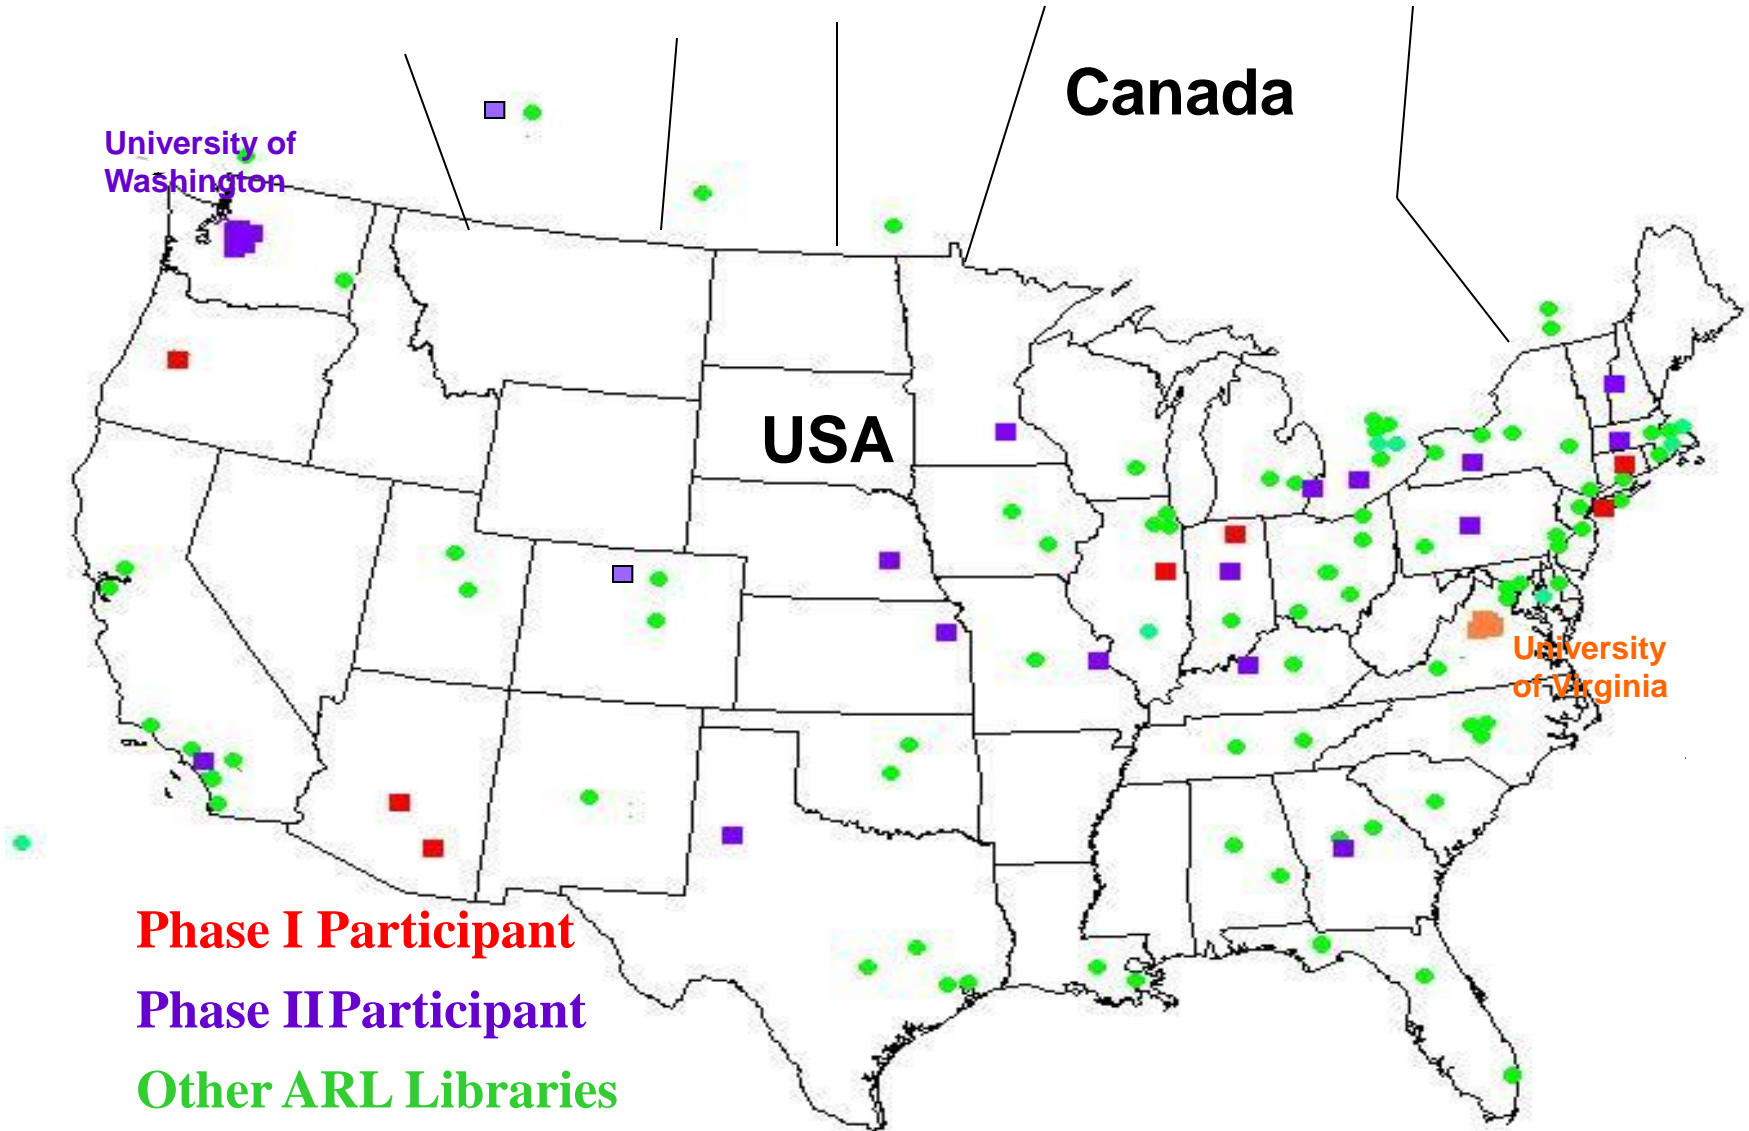 Canada
University of
Washington
USA
University
of Virginia
Phase I Participant
Phase II Participant
Other ARL Libraries